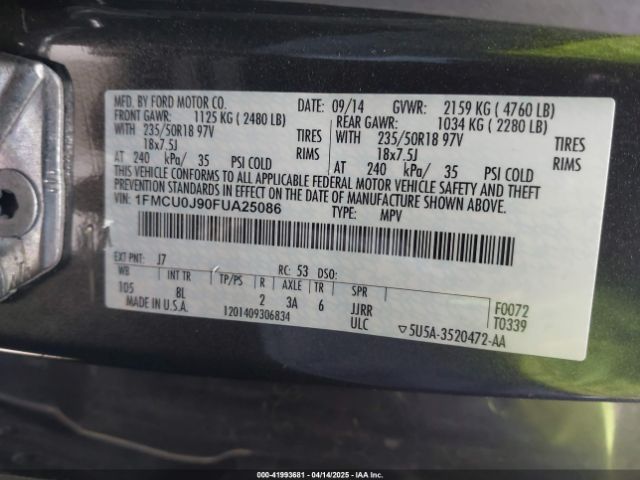 MFD. BY FORD MOTOR CO. DATE: 09/14 GVWR: 2159 KG ( 4760 LB)
FRONT GAWR: 1125 KG ( 2480 LB) REAR GAWR: 1034 KG ( 2280 LB)
WITH 235/50R18 97V TIRES WITH 235/50R18 97V TIRES
18x7.5J RIMS 18x7.5J RIMS
AT 240 kPa/ 35 PSI COLD AT 240 kPa/ 35 PSI COLD
THIS VEHICLE CONFORMS TO ALL APPLICABLE FEDERAL MOTOR VEHICLE SAFETY AND THEFT
PREVENTION STANDARDS IN EFFECT ON THE DATE OF MANUFACTURE SHOWN ABOVE.
VIN: 1FMCU0J90FUA25086 TYPE: MPV
EXT PNT: J7 RC: 53 DSO:
WB INT TR TP/PS R AXLE TR SPR
105 8L 2 3A 6 JJRR F0072
MADE IN U.S.A. 1201409306834 ULC ▽5U5A-3520472-AA T0339
000-41993681 - 04/14/2025 - IAAI.COM